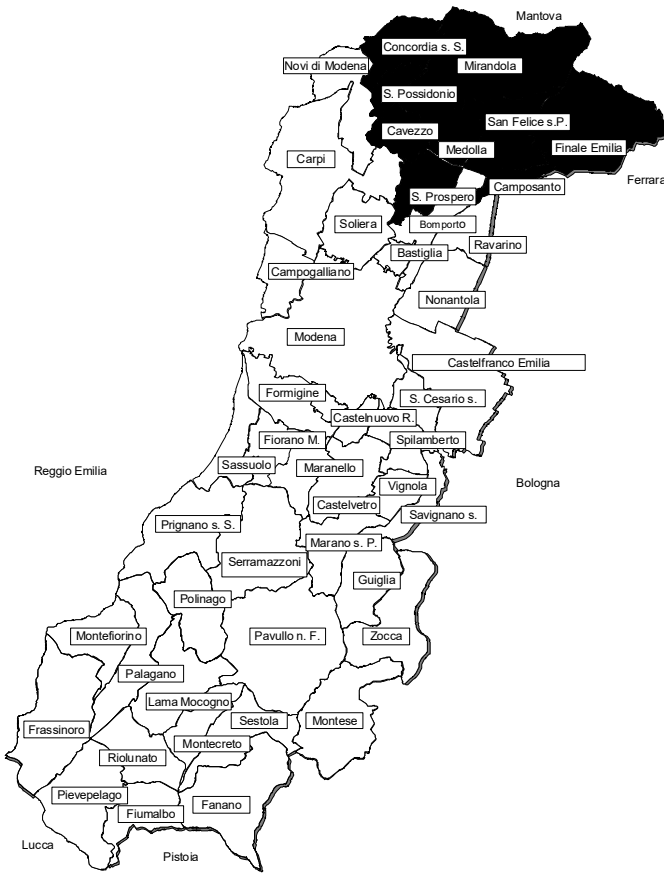 Mantova
Concordia s. S.
Novi di Modena
Mirandola
S. Possidonio
San Felice s.P.
Cavezzo
Medolla
Finale Emilia
Carpi
Ferrara
Camposanto
S. Prospero
Soliera
Bomporto
Ravarino
Bastiglia
Campogalliano
Nonantola
Modena
Castelfranco Emilia
Formigine
S. Cesario s.
Castelnuovo R.
Fiorano M.
Spilamberto
Sassuolo
Maranello
Reggio Emilia
Bologna
Vignola
Castelvetro
Savignano s.
Prignano s. S.
Marano s. P.
Serramazzoni
Guiglia
Polinago
Montefiorino
Pavullo n. F.
Zocca
Palagano
Lama Mocogno
Sestola
Montese
Frassinoro
Montecreto
Riolunato
Pievepelago
Fanano
Fiumalbo
Lucca
Pistoia